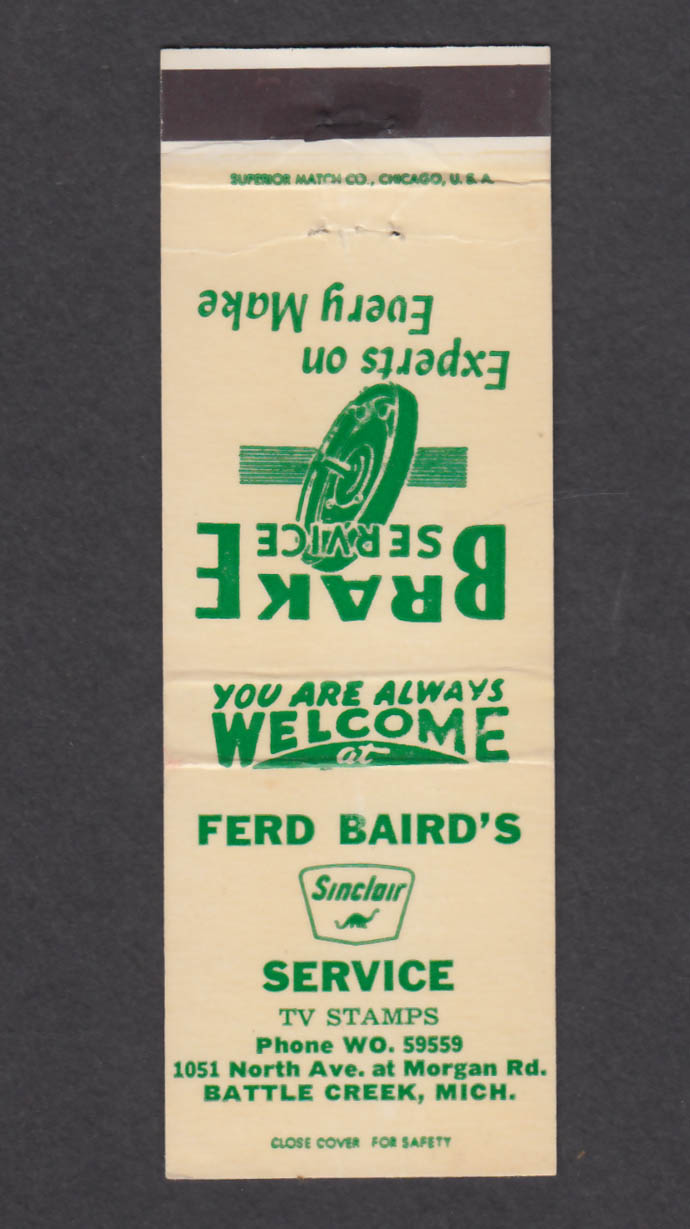 SUPERIOR MATCH CO., CHICAGO, U.S.A.
BRAKE
SERVICE
Experts on
Every Make
YOU ARE ALWAYS
WELCOME
at
FERD BAIRD'S
Sinclair
SERVICE
TV STAMPS
Phone WO. 59559
1051 North Ave. at Morgan Rd.
BATTLE CREEK, MICH.
CLOSE COVER FOR SAFETY